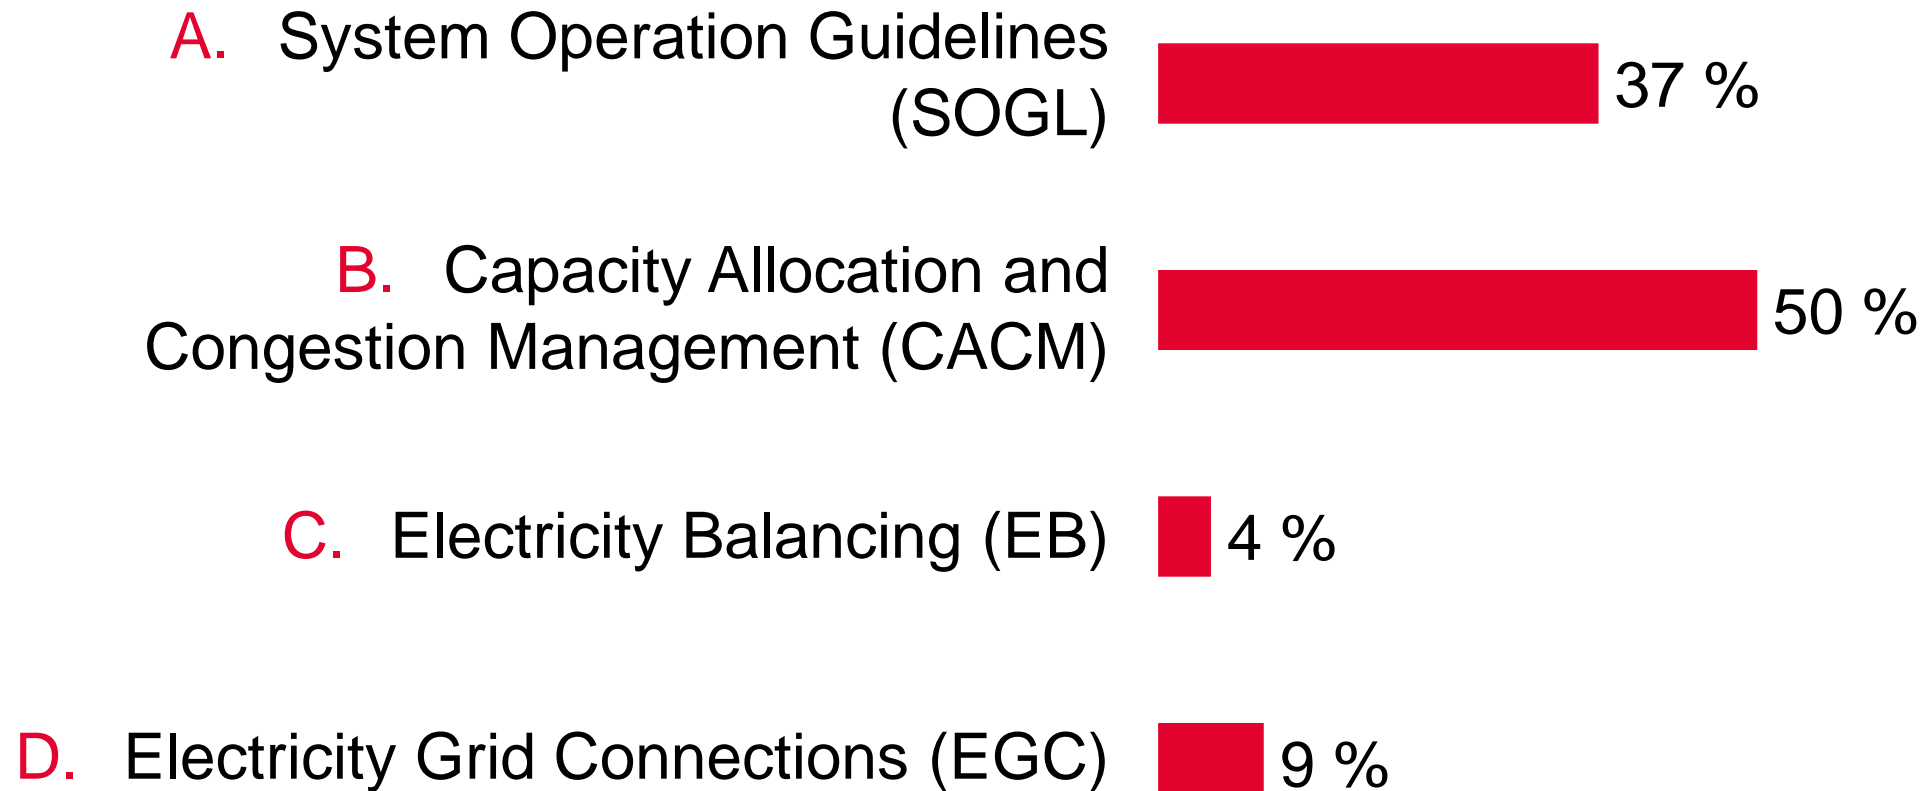 A. System Operation Guidelines
(SOGL)
37 %
B. Capacity Allocation and
Congestion Management (CACM)
50 %
C. Electricity Balancing (EB)
4 %
D. Electricity Grid Connections (EGC)
9 %